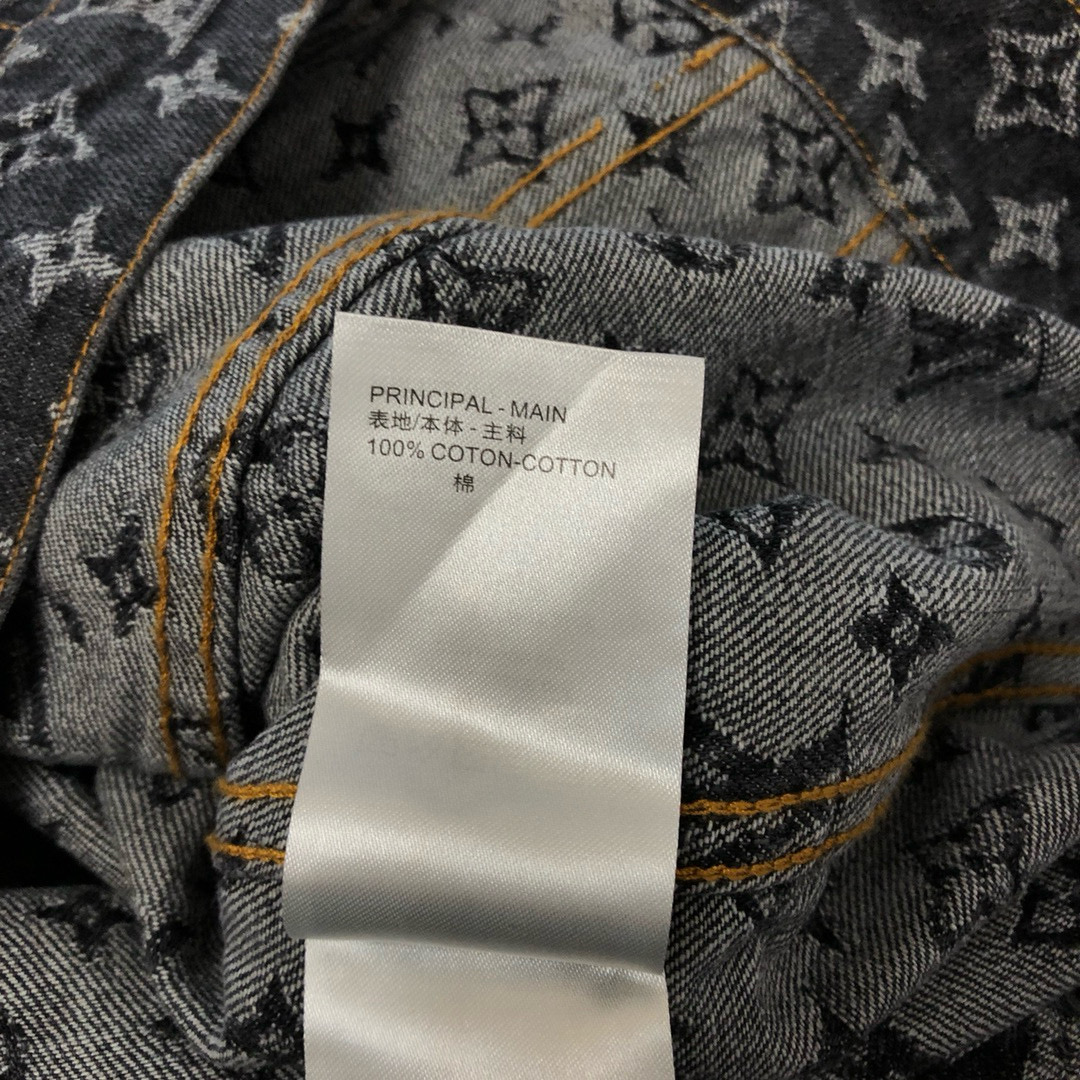 PRINCIPAL - MAIN
表地/本体 - 主料
100% COTON-COTTON
棉